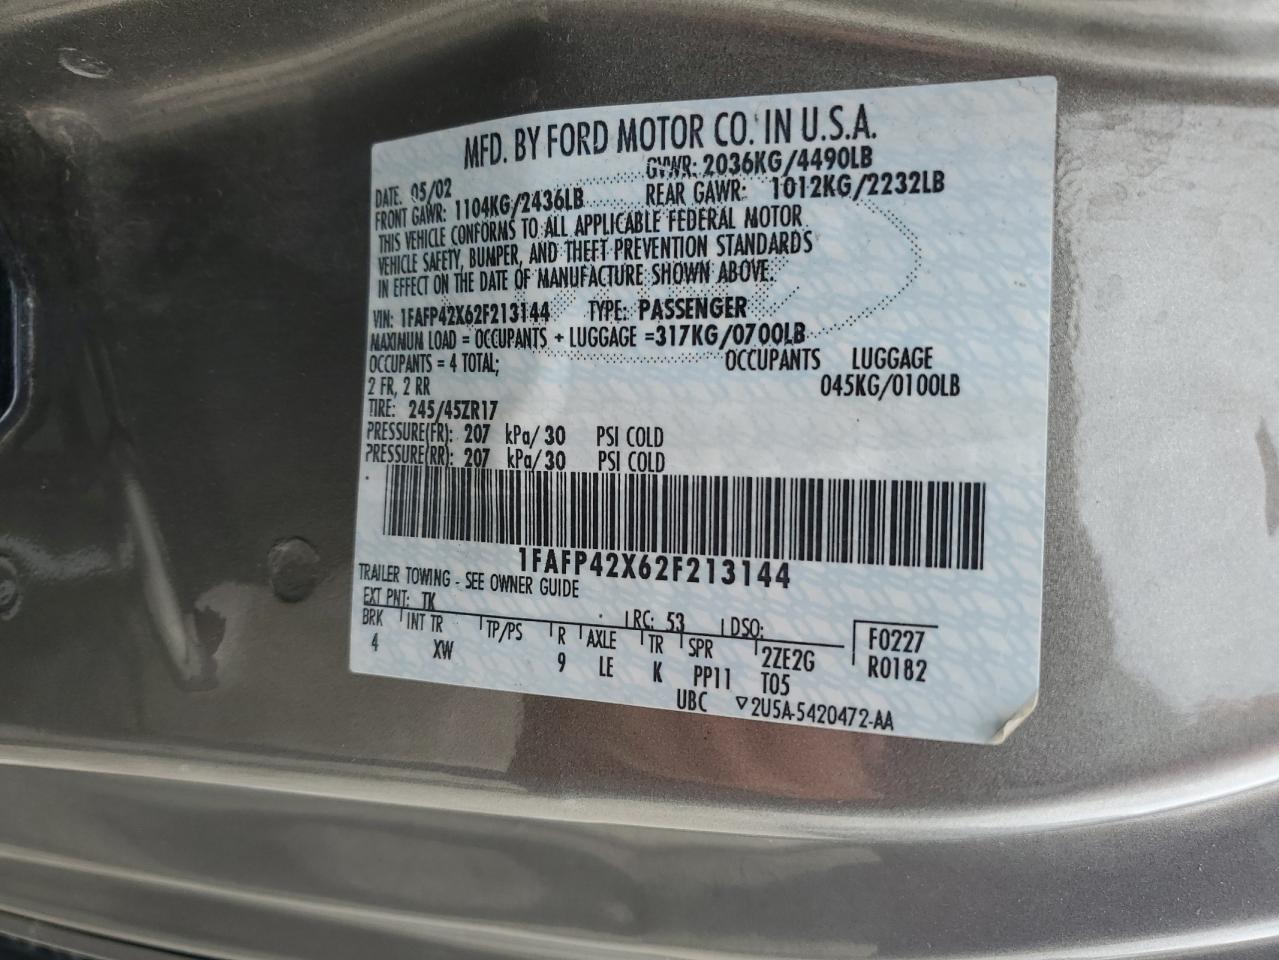 MFD. BY FORD MOTOR CO. IN U.S.A.
DATE: 05/02 GVWR: 2036KG/4490LB
FRONT GAWR: 1104KG/2436LB REAR GAWR: 1012KG/2232LB
THIS VEHICLE CONFORMS TO ALL APPLICABLE FEDERAL MOTOR
VEHICLE SAFETY, BUMPER, AND THEFT PREVENTION STANDARDS
IN EFFECT ON THE DATE OF MANUFACTURE SHOWN ABOVE.
VIN: 1FAFP42X62F213144 TYPE: PASSENGER
MAXIMUM LOAD = OCCUPANTS + LUGGAGE =317KG/0700LB
OCCUPANTS = 4 TOTAL; OCCUPANTS LUGGAGE
2 FR, 2 RR 045KG/0100LB
TIRE: 245/45ZR17
PRESSURE(FR): 207 kPa/ 30 PSI COLD
PRESSURE(RR): 207 kPa/ 30 PSI COLD
1FAFP42X62F213144
TRAILER TOWING - SEE OWNER GUIDE
EXT PNT: TK RC: 53 DSO:
BRK INT TR TP/PS R AXLE TR SPR 2ZE2G F0227
4 XW 9 LE K PP11 T05 R0182
UBC ▽2U5A-5420472-AA